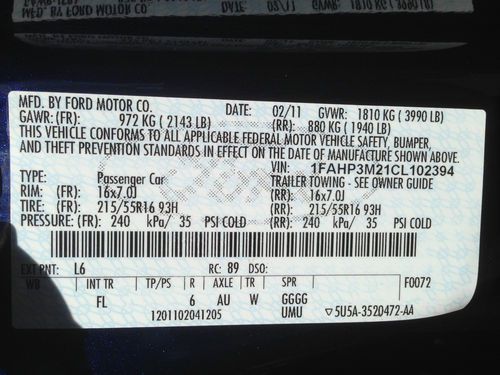 MFD. BY FORD MOTOR CO. DATE: 02/11 GVWR: 1810 KG ( 3990 LB)
GAWR: (FR): 972 KG ( 2143 LB) (RR): 880 KG ( 1940 LB)
THIS VEHICLE CONFORMS TO ALL APPLICABLE FEDERAL MOTOR VEHICLE SAFETY, BUMPER,
AND THEFT PREVENTION STANDARDS IN EFFECT ON THE DATE OF MANUFACTURE SHOWN ABOVE.
VIN: 1FAHP3M21CL102394
TYPE: Passenger Car TRAILER TOWING - SEE OWNER GUIDE
RIM: (FR) 16x7.0J (RR): 16x7.0J
TIRE: (FR) 215/55R16 93H (RR): 215/55R16 93H
PRESSURE: (FR): 240 kPa/ 35 PSI COLD (RR): 240 kPa/ 35 PSI COLD
EXT PNT: L6 RC: 89 DSO:
WB INT TR TP/PS R AXLE TR SPR F0072
FL 6 AU W GGGG
1201102041205 UMU ▽5U5A-3520472-AA